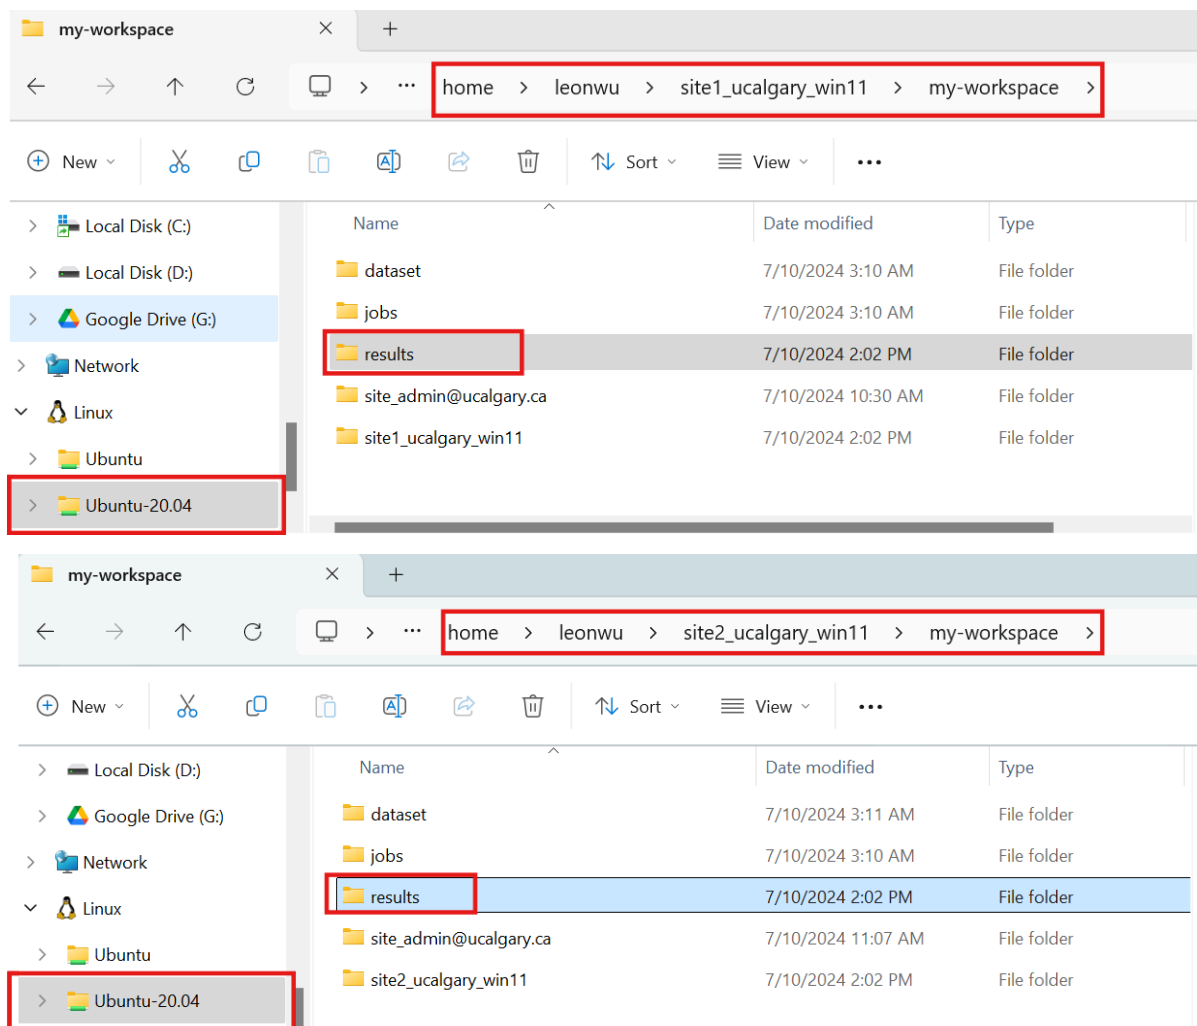 my-workspace
home > leonwu > site1_ucalgary_win11 > my-workspace >
New Sort View
Name Date modified Type
Local Disk (C:)
Local Disk (D:)
Google Drive (G:)
Network
Linux
Ubuntu
Ubuntu-20.04
dataset 7/10/2024 3:10 AM File folder
jobs 7/10/2024 3:10 AM File folder
results 7/10/2024 2:02 PM File folder
site_admin@ucalgary.ca 7/10/2024 10:30 AM File folder
site1_ucalgary_win11 7/10/2024 2:02 PM File folder
my-workspace
home > leonwu > site2_ucalgary_win11 > my-workspace >
New Sort View
Name Date modified Type
Local Disk (D:)
Google Drive (G:)
Network
Linux
Ubuntu
Ubuntu-20.04
dataset 7/10/2024 3:11 AM File folder
jobs 7/10/2024 3:10 AM File folder
results 7/10/2024 2:02 PM File folder
site_admin@ucalgary.ca 7/10/2024 11:07 AM File folder
site2_ucalgary_win11 7/10/2024 2:02 PM File folder